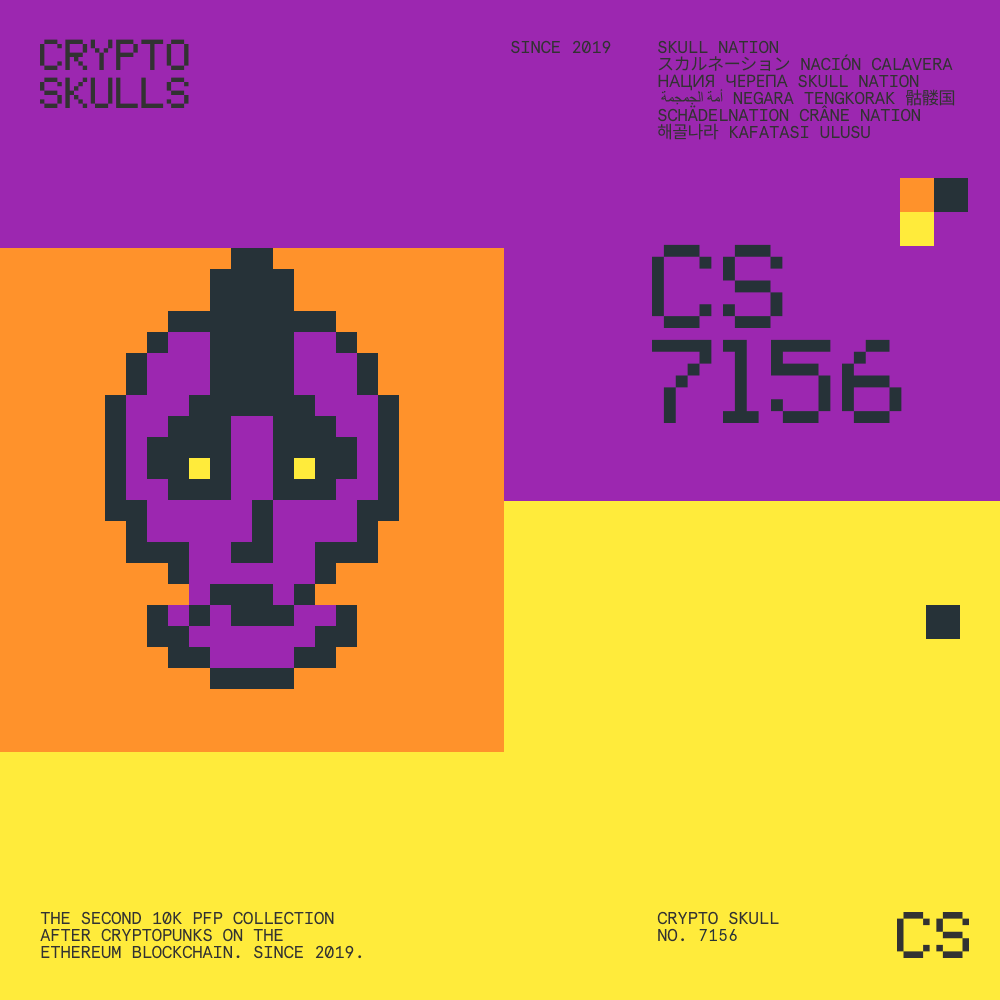 CRYPTO
SKULLS
SINCE 2019
SKULL NATION
スカルネーション NACIÓN CALAVERA
НАЦИЯ ЧЕРЕПА SKULL NATION
أمة الجمجمة NEGARA TENGKORAK 骷髅国
SCHÄDELNATION CRÂNE NATION
해골나라 KAFATASI ULUSU
CS
7156
THE SECOND 10K PFP COLLECTION
AFTER CRYPTOPUNKS ON THE
ETHEREUM BLOCKCHAIN. SINCE 2019.
CRYPTO SKULL
NO. 7156
CS